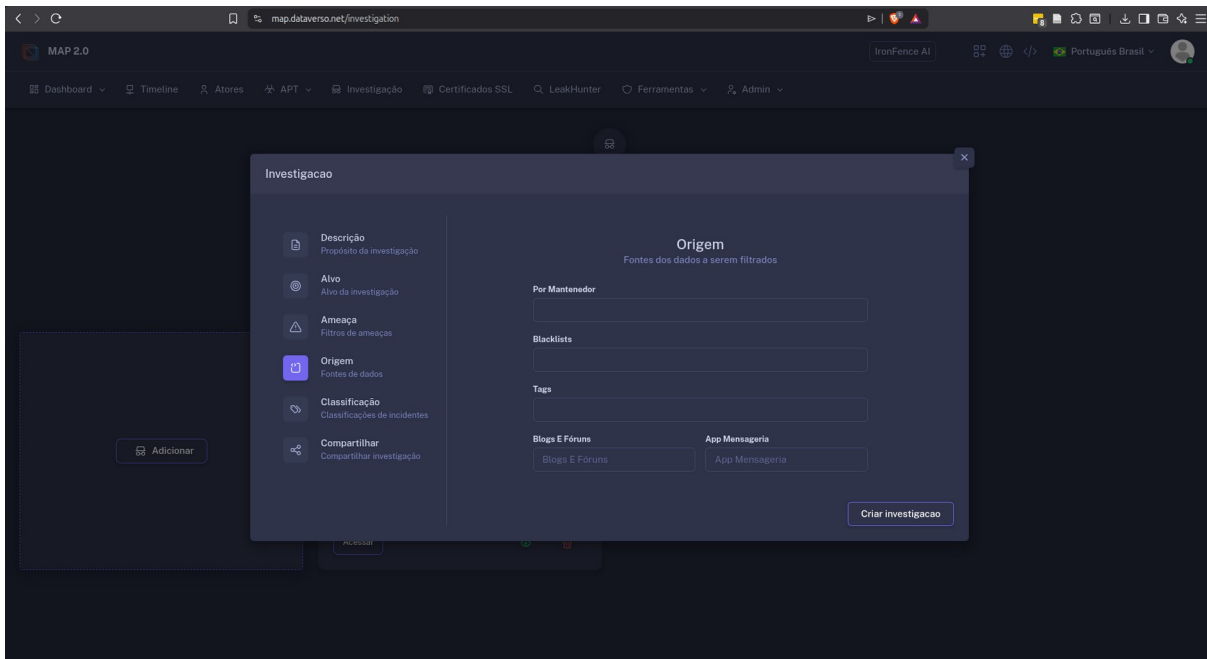 map.dataverso.net/investigation
MAP 2.0
IronFence AI
Português Brasil
Dashboard
Timeline
Atores
APT
Investigação
Certificados SSL
LeakHunter
Ferramentas
Admin
Investigacao
Descrição
Propósito da investigação
Alvo
Alvo da investigação
Ameaça
Filtros de ameaças
Origem
Fontes de dados
Classificação
Classificações de incidentes
Compartilhar
Compartilhar investigação
Origem
Fontes dos dados a serem filtrados
Por Mantenedor
Blacklists
Tags
Blogs E Fóruns
App Mensageria
Blogs E Fóruns
App Mensageria
Criar investigacao
Adicionar
Acessar